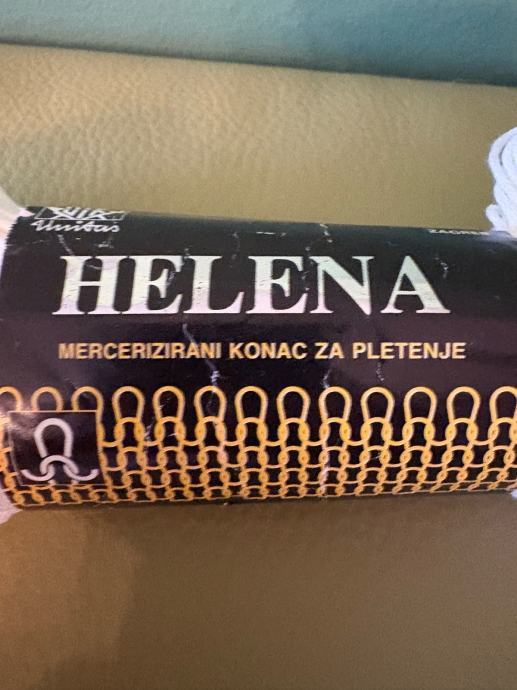 Unitas
HELENA
MERCERIZIRANI KONAC ZA PLETENJE